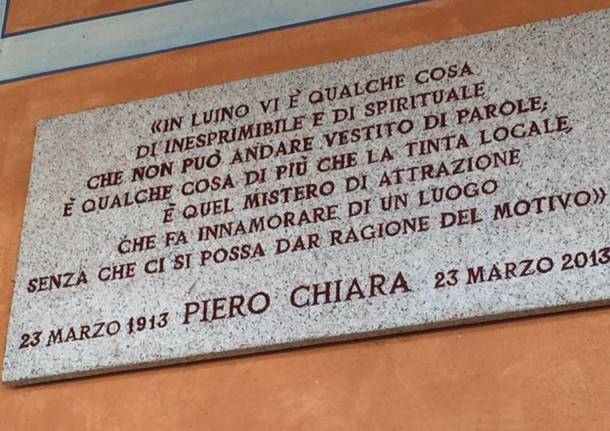 «IN LUINO VI È QUALCHE COSA
DI INESPRIMIBILE E DI SPIRITUALE
CHE NON PUÒ ANDARE VESTITO DI PAROLE;
È QUALCHE COSA DI PIÙ CHE LA TINTA LOCALE,
È QUEL MISTERO DI ATTRAZIONE
CHE FA INNAMORARE DI UN LUOGO
SENZA CHE CI SI POSSA DAR RAGIONE DEL MOTIVO»
23 MARZO 1913 PIERO CHIARA 23 MARZO 2013